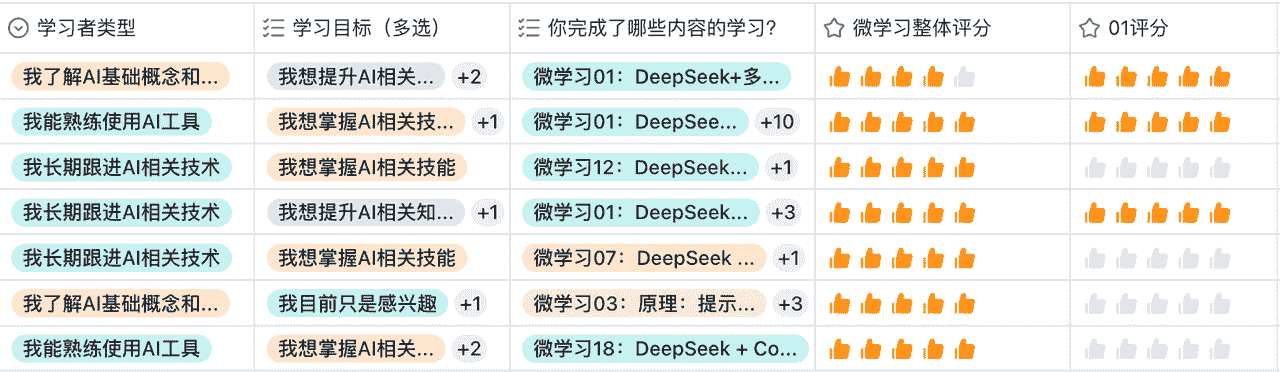 学习者类型 学习目标（多选） 你完成了哪些内容的学习？ 微学习整体评分 01评分
我了解AI基础概念和... 我想提升AI相关... +2 微学习01：DeepSeek+多...
我能熟练使用AI工具 我想掌握AI相关技... +1 微学习01：DeepSee... +10
我长期跟进AI相关技术 我想掌握AI相关技能 微学习12：DeepSeek... +1
我长期跟进AI相关技术 我想提升AI相关知... +1 微学习01：DeepSeek... +3
我长期跟进AI相关技术 我想掌握AI相关技能 微学习07：DeepSeek ... +1
我了解AI基础概念和... 我目前只是感兴趣 +1 微学习03：原理：提示... +3
我能熟练使用AI工具 我想掌握AI相关... +2 微学习18：DeepSeek + Co...